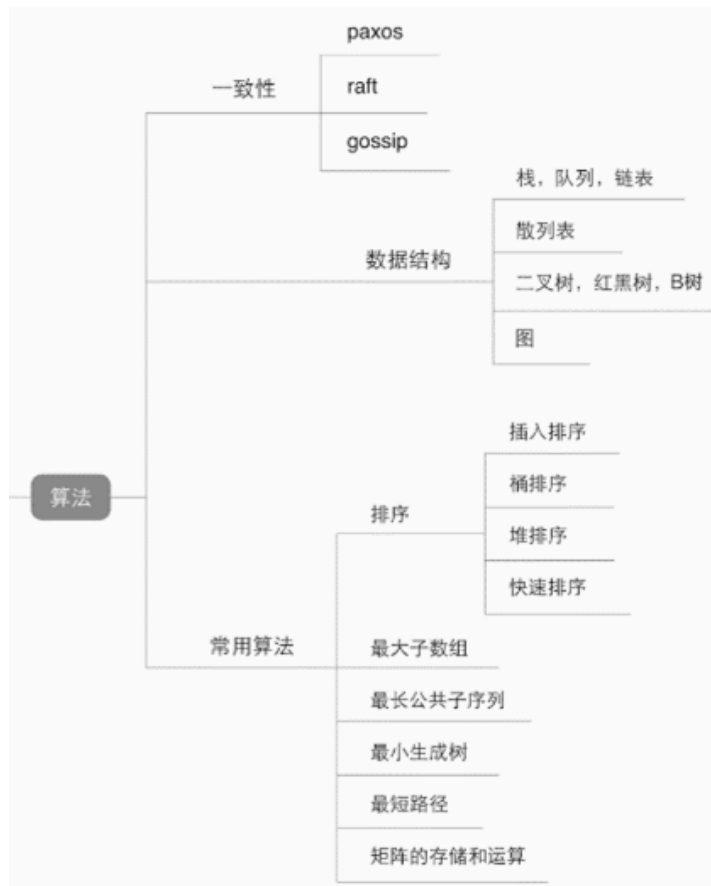 paxos
一致性
raft
gossip
栈，队列，链表
散列表
数据结构
二叉树，红黑树，B树
图
插入排序
桶排序
算法
排序
堆排序
快速排序
常用算法
最大子数组
最长公共子序列
最小生成树
最短路径
矩阵的存储和运算